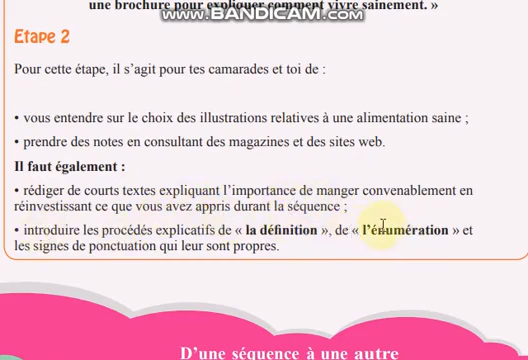 une brochure pour expliquer comment vivre sainement. »
www.BANDICAM.com
Etape 2
Pour cette étape, il s’agit pour tes camarades et toi de :
• vous entendre sur le choix des illustrations relatives à une alimentation saine ;
• prendre des notes en consultant des magazines et des sites web.
Il faut également :
• rédiger de courts textes expliquant l’importance de manger convenablement en
réinvestissant ce que vous avez appris durant la séquence ;
• introduire les procédés explicatifs de « la définition », de « l’énumération » et
les signes de ponctuation qui leur sont propres.
D’une séquence à une autre